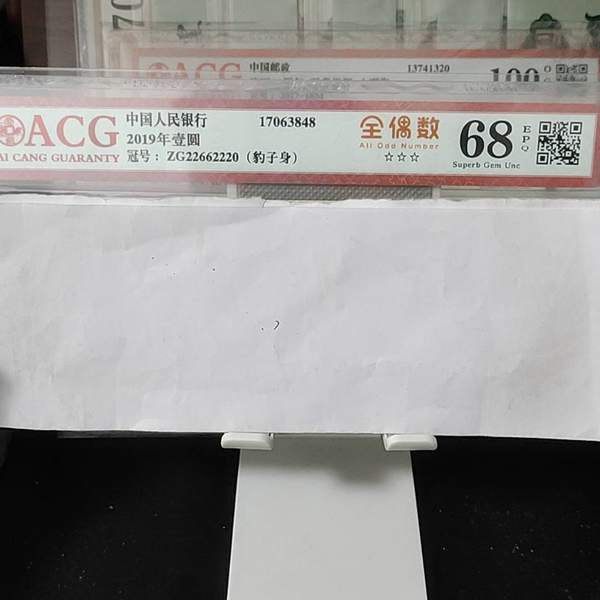 ACG
中国邮政
13741320
100
ACG
AI CANG GUARANTY
中国人民银行
17063848
2019年壹圆
冠号：ZG22662220（豹子身）
全偶数
All Odd Number
☆☆☆
68
EPQ
Superb Gem Unc